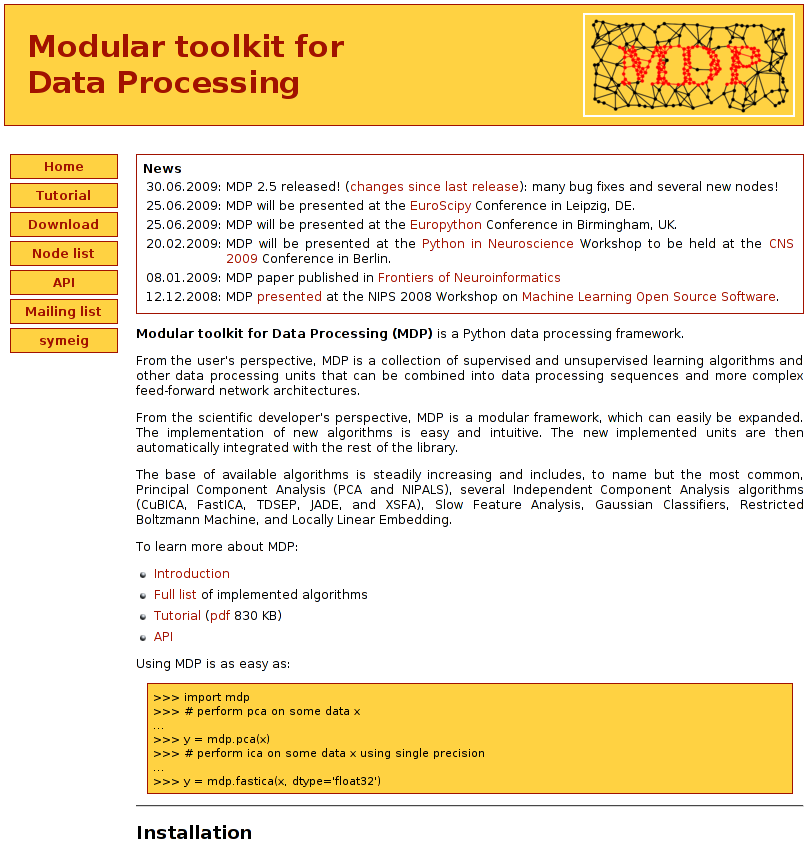 Modular toolkit for
Data Processing
MDP
Home
Tutorial
Download
Node list
API
Mailing list
symeig
News
30.06.2009: MDP 2.5 released! (changes since last release): many bug fixes and several new nodes!
25.06.2009: MDP will be presented at the EuroScipy Conference in Leipzig, DE.
25.06.2009: MDP will be presented at the Europython Conference in Birmingham, UK.
20.02.2009: MDP will be presented at the Python in Neuroscience Workshop to be held at the CNS
2009 Conference in Berlin.
08.01.2009: MDP paper published in Frontiers of Neuroinformatics
12.12.2008: MDP presented at the NIPS 2008 Workshop on Machine Learning Open Source Software.
Modular toolkit for Data Processing (MDP) is a Python data processing framework.
From the user's perspective, MDP is a collection of supervised and unsupervised learning algorithms and
other data processing units that can be combined into data processing sequences and more complex
feed-forward network architectures.
From the scientific developer's perspective, MDP is a modular framework, which can easily be expanded.
The implementation of new algorithms is easy and intuitive. The new implemented units are then
automatically integrated with the rest of the library.
The base of available algorithms is steadily increasing and includes, to name but the most common,
Principal Component Analysis (PCA and NIPALS), several Independent Component Analysis algorithms
(CuBICA, FastICA, TDSEP, JADE, and XSFA), Slow Feature Analysis, Gaussian Classifiers, Restricted
Boltzmann Machine, and Locally Linear Embedding.
To learn more about MDP:
Introduction
Full list of implemented algorithms
Tutorial (pdf 830 KB)
API
Using MDP is as easy as:
>>> import mdp
>>> # perform pca on some data x
...
>>> y = mdp.pca(x)
>>> # perform ica on some data x using single precision
...
>>> y = mdp.fastica(x, dtype='float32')
Installation